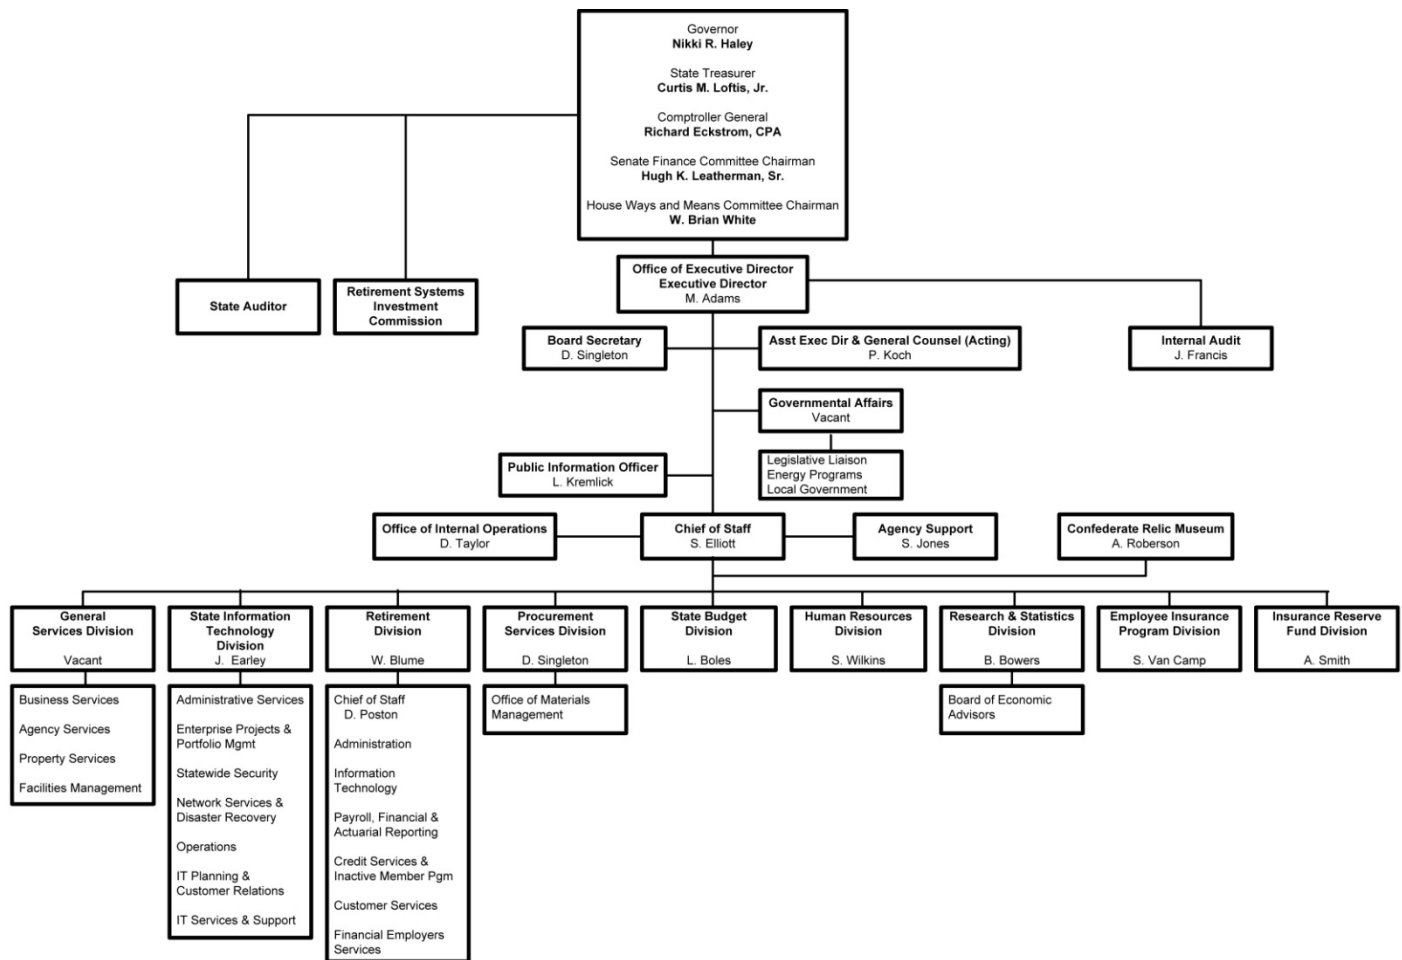 Governor
Nikki R. Haley
State Treasurer
Curtis M. Loftis, Jr.
Comptroller General
Richard Eckstrom, CPA
Senate Finance Committee Chairman
Hugh K. Leatherman, Sr.
House Ways and Means Committee Chairman
W. Brian White
State Auditor
Retirement Systems
Investment
Commission
Office of Executive Director
Executive Director
M. Adams
Board Secretary
D. Singleton
Asst Exec Dir & General Counsel (Acting)
P. Koch
Internal Audit
J. Francis
Governmental Affairs
Vacant
Legislative Liaison
Energy Programs
Local Government
Public Information Officer
L. Kremlick
Office of Internal Operations
D. Taylor
Chief of Staff
S. Elliott
Agency Support
S. Jones
Confederate Relic Museum
A. Roberson
General
Services Division
Vacant
State Information
Technology
Division
J. Earley
Retirement
Division
W. Blume
Procurement
Services Division
D. Singleton
State Budget
Division
L. Boles
Human Resources
Division
S. Wilkins
Research & Statistics
Division
B. Bowers
Employee Insurance
Program Division
S. Van Camp
Insurance Reserve
Fund Division
A. Smith
Business Services
Agency Services
Property Services
Facilities Management
Administrative Services
Enterprise Projects &
Portfolio Mgmt
Statewide Security
Network Services &
Disaster Recovery
Operations
IT Planning &
Customer Relations
IT Services & Support
Chief of Staff
D. Poston
Administration
Information
Technology
Payroll, Financial &
Actuarial Reporting
Credit Services &
Inactive Member Pgm
Customer Services
Financial Employers
Services
Office of Materials
Management
Board of Economic
Advisors